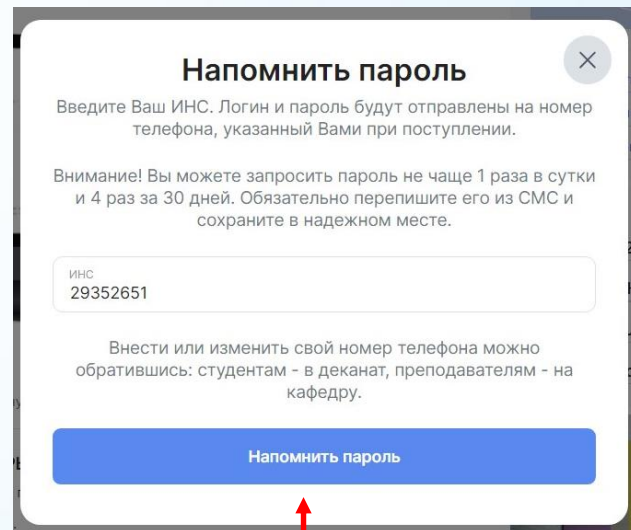 Напомнить пароль
Введите Ваш ИНС. Логин и пароль будут отправлены на номер
телефона, указанный Вами при поступлении.
Внимание! Вы можете запросить пароль не чаще 1 раза в сутки
и 4 раз за 30 дней. Обязательно перепишите его из СМС и
сохраните в надежном месте.
ИНС
29352651
Внести или изменить свой номер телефона можно
обратившись: студентам - в деканат, преподавателям - на
кафедру.
Напомнить пароль